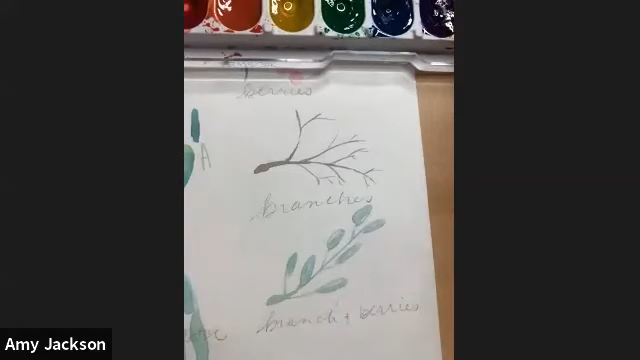 berries
A
branches
branch + berries
Amy Jackson